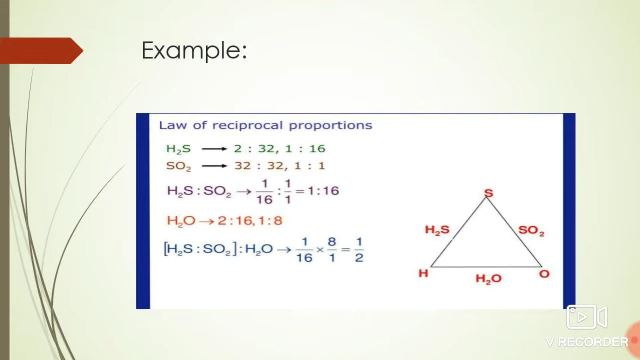 Example:
Law of reciprocal proportions
H₂S → 2 : 32, 1 : 16
SO₂ → 32 : 32, 1 : 1
H₂S : SO₂ → 1/16 : 1/1 = 1:16
H₂O → 2:16, 1:8
[H₂S : SO₂] : H₂O → 1/16 × 8/1 = 1/2
S
H₂S SO₂
H O
H₂O
V RECORDER